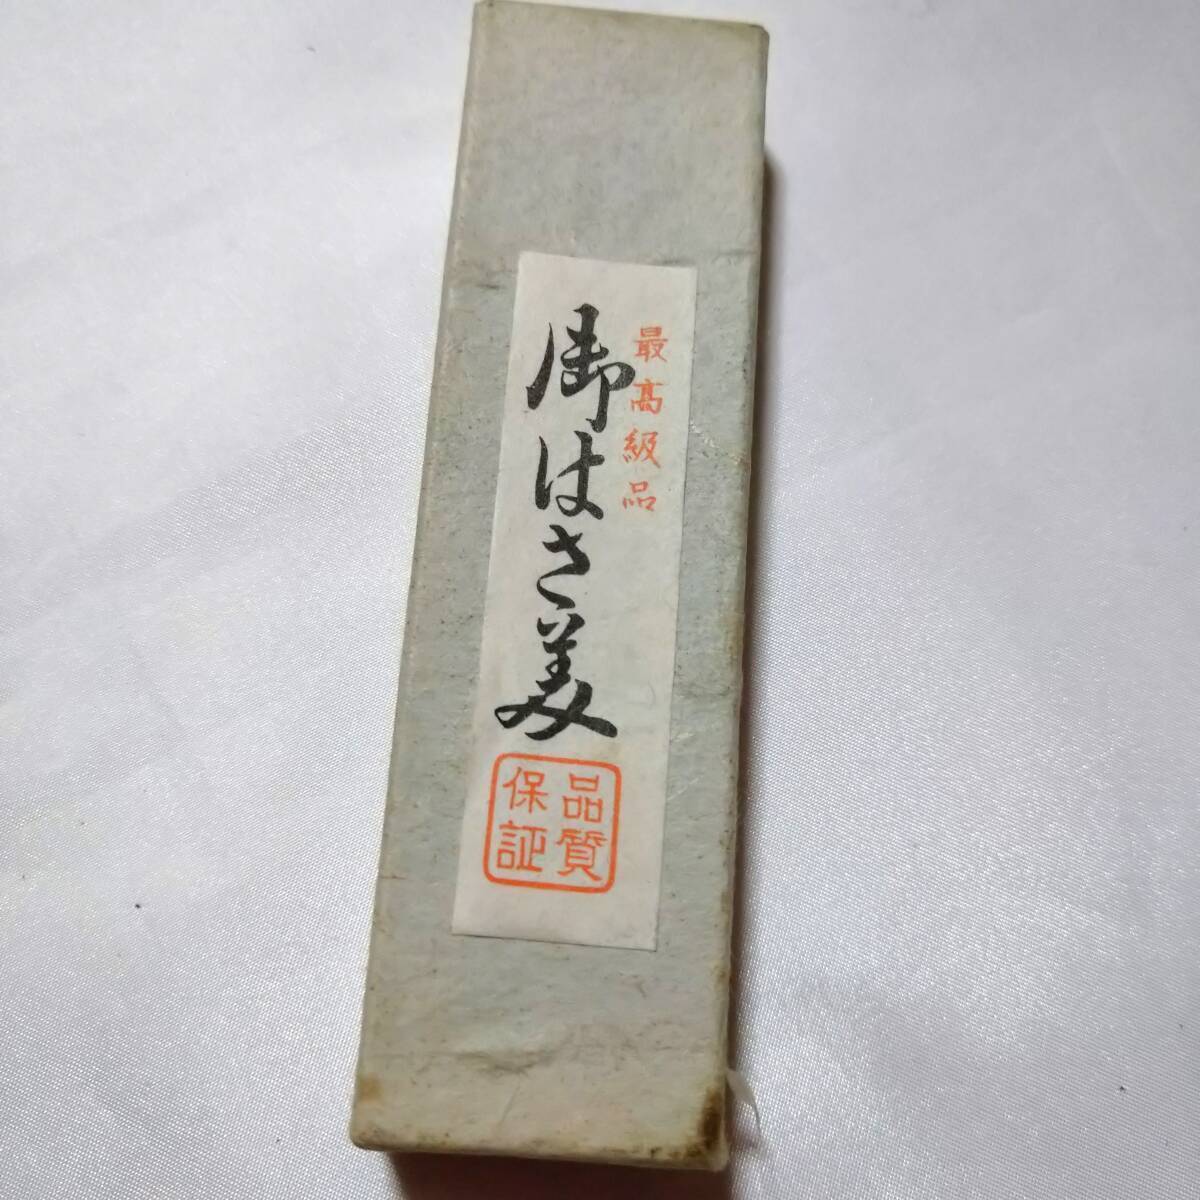 最高級品
御はさ美
品質
保証